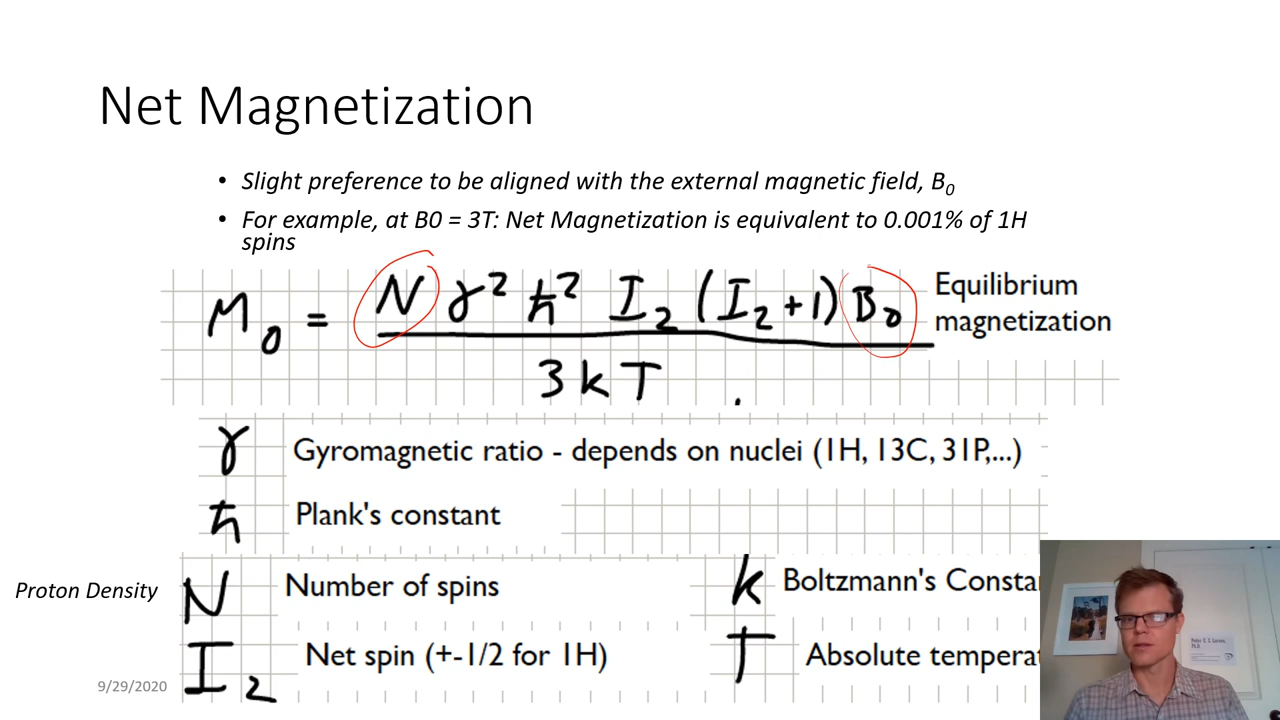 Net Magnetization
• Slight preference to be aligned with the external magnetic field, B₀
• For example, at B0 = 3T: Net Magnetization is equivalent to 0.001% of 1H
spins
M₀ = N γ² ℏ² I₂ (I₂+1) B₀
3 k T
Equilibrium
magnetization
γ Gyromagnetic ratio - depends on nuclei (1H, 13C, 31P,...)
ℏ Plank's constant
Proton Density N Number of spins
k Boltzmann's Consta
I₂ Net spin (+-1/2 for 1H)
T Absolute tempera
9/29/2020